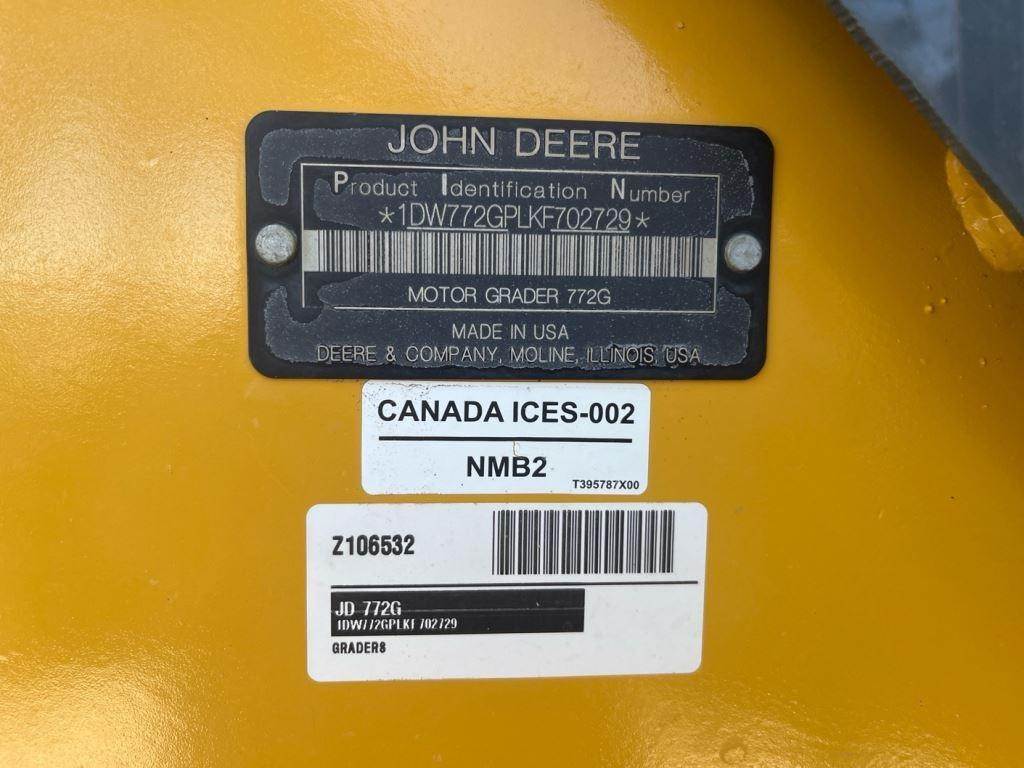 JOHN DEERE
Product Identification Number
*1DW772GPLKF702729*
MOTOR GRADER 772G
MADE IN USA
DEERE & COMPANY, MOLINE, ILLINOIS, USA
CANADA ICES-002
NMB2
T395787X00
Z106532
JD 772G
1DW772GPLKF702729
GRADERS